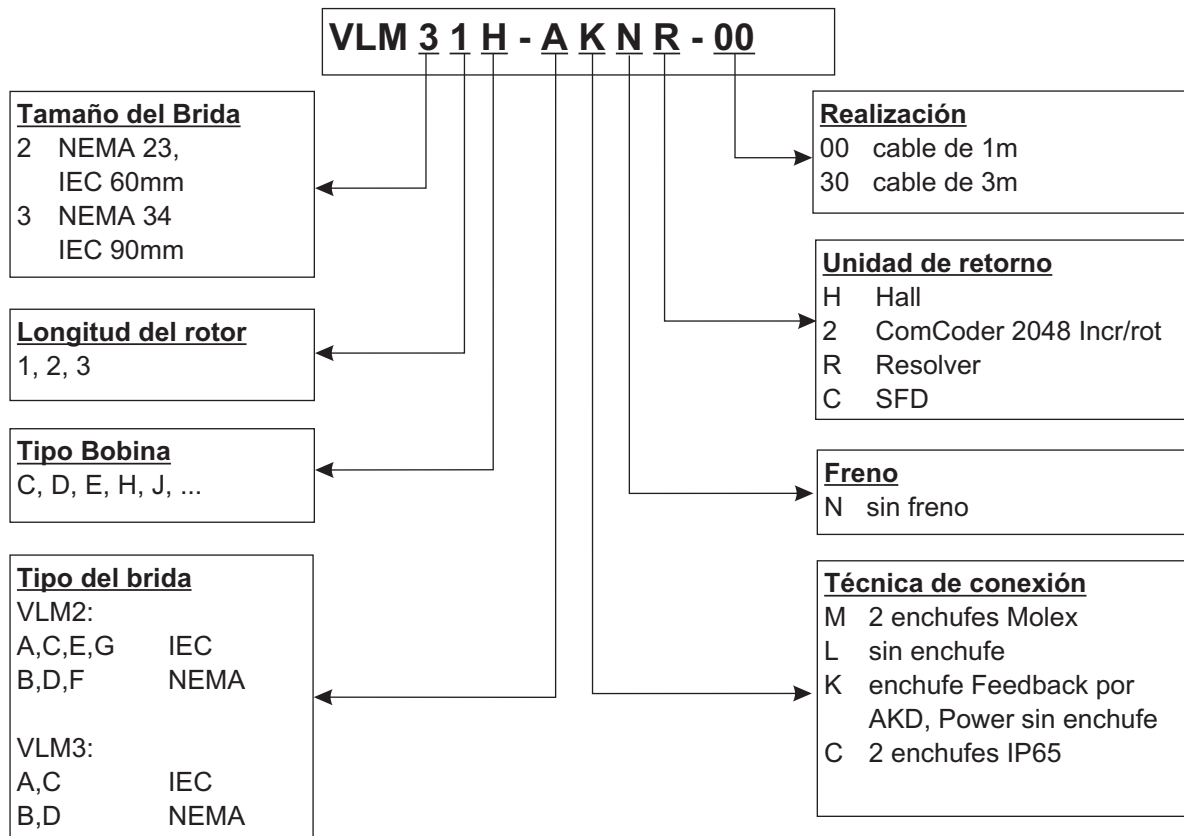 VLM 3 1 H - A K N R - 00
Tamaño del Brida
2 NEMA 23,
IEC 60mm
3 NEMA 34
IEC 90mm
Longitud del rotor
1, 2, 3
Tipo Bobina
C, D, E, H, J, ...
Tipo del brida
VLM2:
A,C,E,G IEC
B,D,F NEMA
VLM3:
A,C IEC
B,D NEMA
Realización
00 cable de 1m
30 cable de 3m
Unidad de retorno
H Hall
2 ComCoder 2048 Incr/rot
R Resolver
C SFD
Freno
N sin freno
Técnica de conexión
M 2 enchufes Molex
L sin enchufe
K enchufe Feedback por
AKD, Power sin enchufe
C 2 enchufes IP65